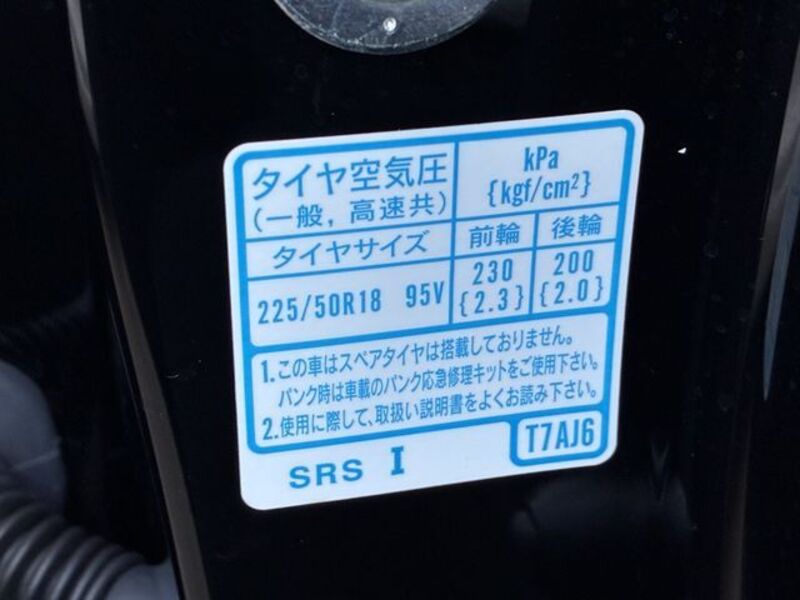 タイヤ空気圧
(一般, 高速共)
kPa
{kgf/cm²}
タイヤサイズ 前輪 後輪
225/50R18 95V 230 200
{2.3} {2.0}
1.この車はスペアタイヤは搭載しておりません。
パンク時は車載のパンク応急修理キットをご使用下さい。
2.使用に際して、取扱い説明書をよくお読み下さい。
T7AJ6
SRS I